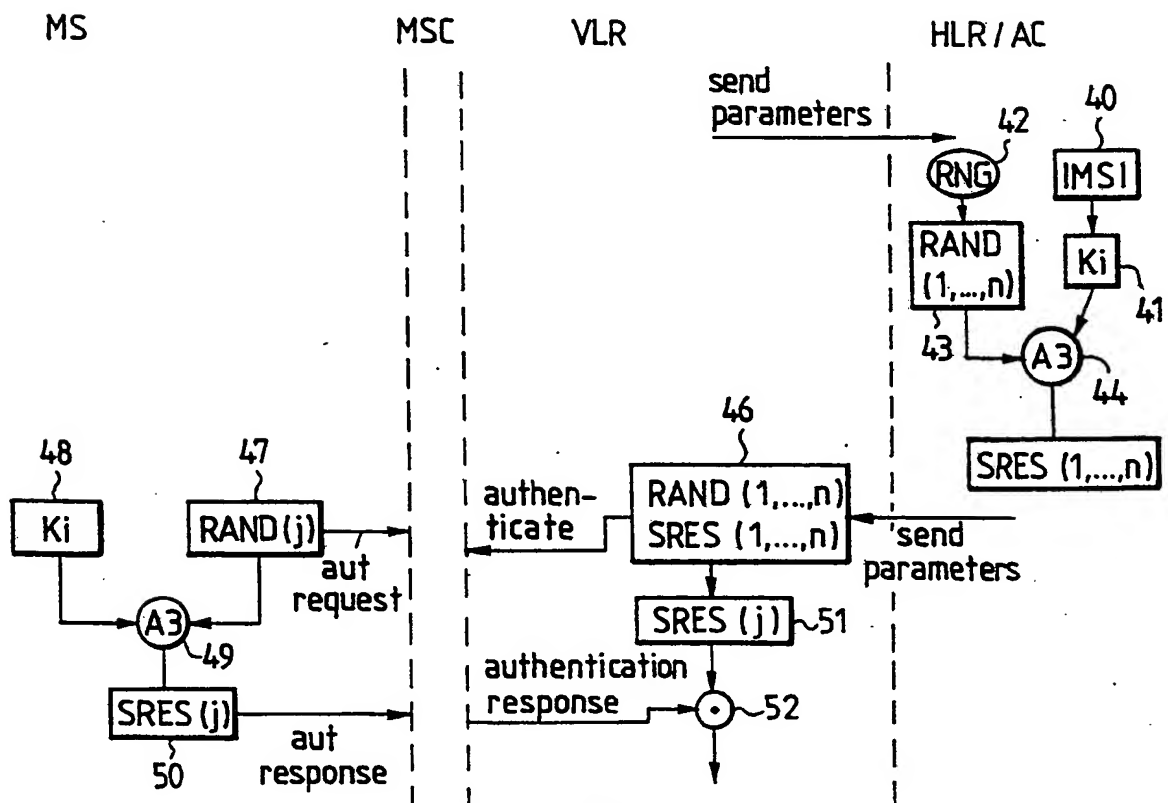 MS
MSC
VLR
HLR / AC
send
parameters
42
40
RNG
IMSI
RAND
(1,...,n)
Ki
43
41
A3
44
SRES (1,...,n)
48
47
46
Ki
RAND(j)
aut
request
authen-
ticate
RAND (1,...,n)
SRES (1,...,n)
send
parameters
A3
49
SRES (j)
51
SRES (j)
50
aut
response
authentication
response
52